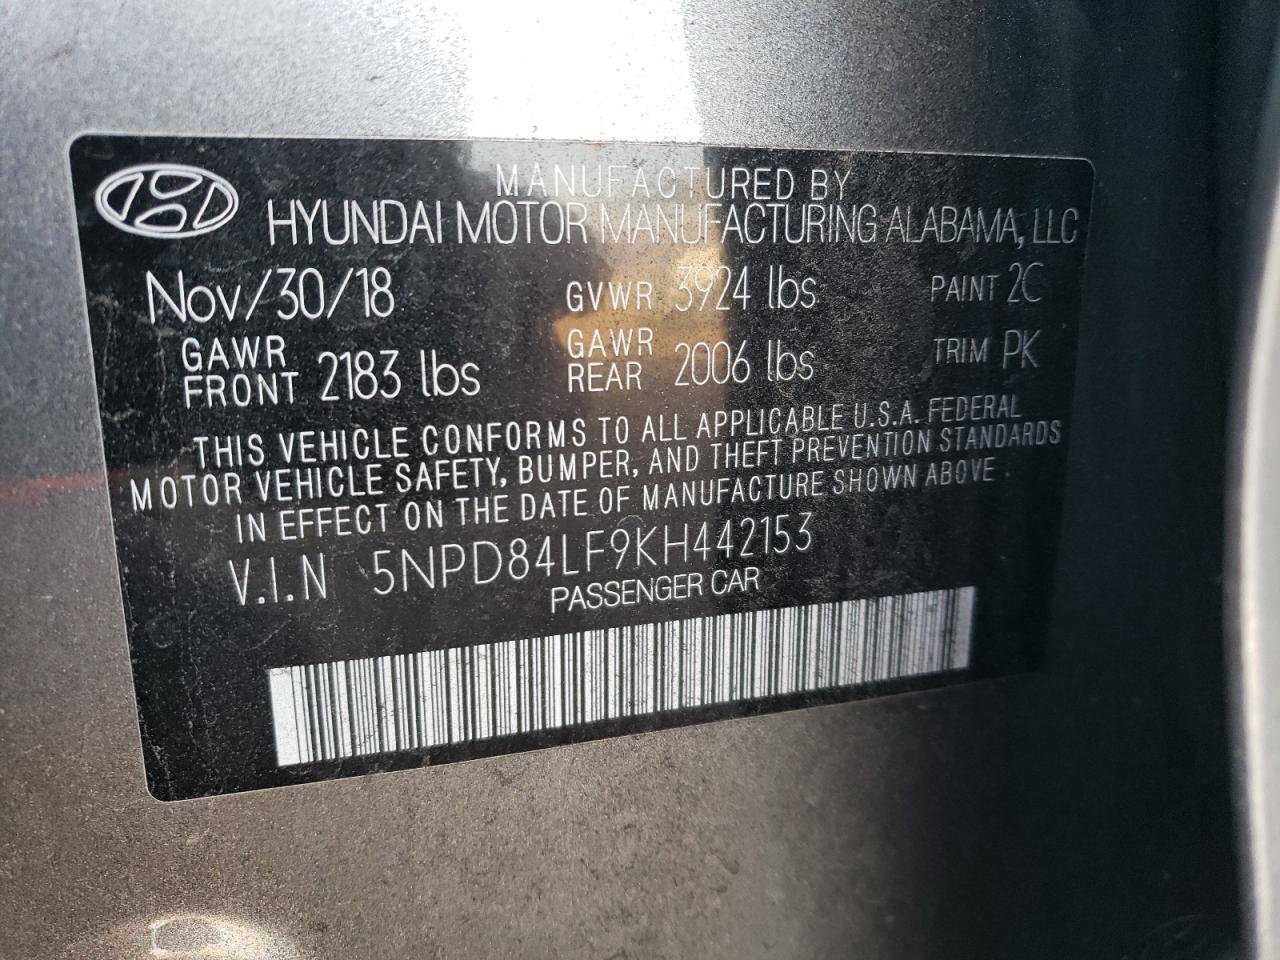 MANUFACTURED BY
HYUNDAI MOTOR MANUFACTURING ALABAMA, LLC
Nov/30/18 GVWR 3924 lbs PAINT 2C
GAWR FRONT 2183 lbs GAWR REAR 2006 lbs TRIM PK
THIS VEHICLE CONFORMS TO ALL APPLICABLE U.S.A. FEDERAL
MOTOR VEHICLE SAFETY, BUMPER, AND THEFT PREVENTION STANDARDS
IN EFFECT ON THE DATE OF MANUFACTURE SHOWN ABOVE.
V.I.N 5NPD84LF9KH442153
PASSENGER CAR